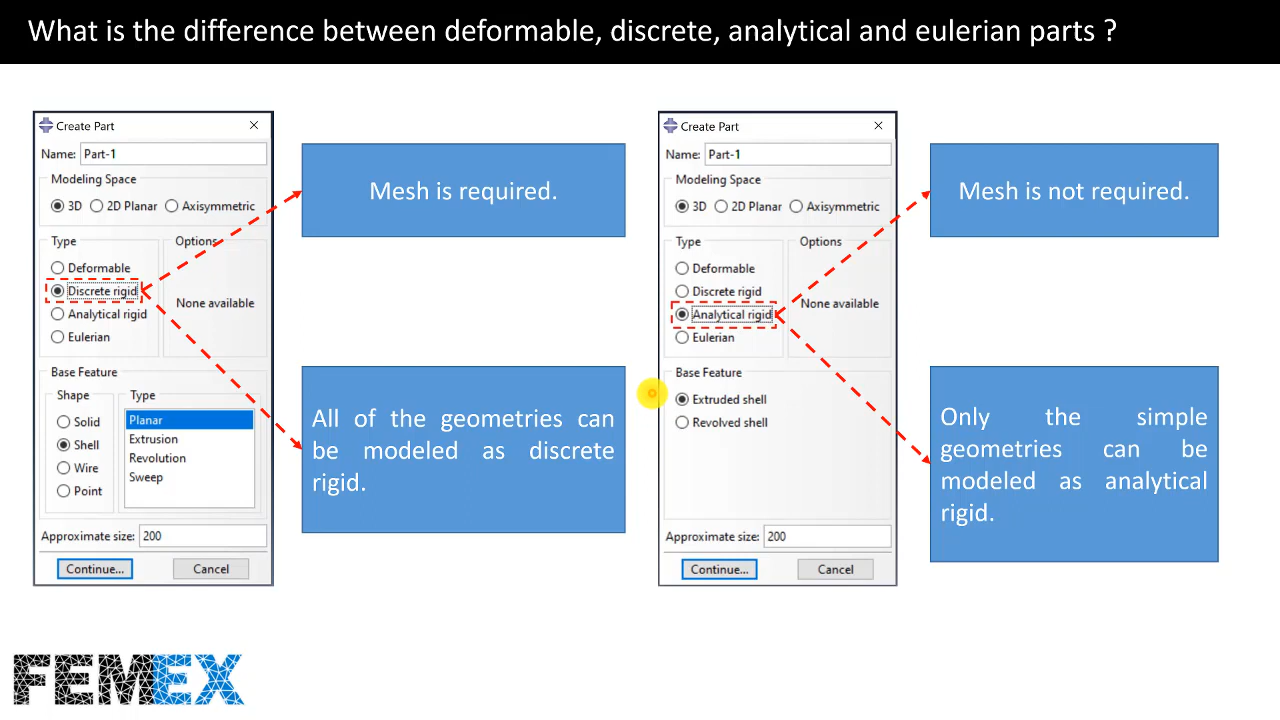 What is the difference between deformable, discrete, analytical and eulerian parts ?
Create Part
Name: Part-1
Modeling Space
3D 2D Planar Axisymmetric
Type
Options
Deformable
Discrete rigid
Analytical rigid
Eulerian
None available
Base Feature
Shape
Type
Solid
Shell
Wire
Point
Planar
Extrusion
Revolution
Sweep
Approximate size: 200
Continue... Cancel
Mesh is required.
All of the geometries can
be modeled as discrete
rigid.
Create Part
Name: Part-1
Modeling Space
3D 2D Planar Axisymmetric
Type
Options
Deformable
Discrete rigid
Analytical rigid
Eulerian
None available
Base Feature
Extruded shell
Revolved shell
Approximate size: 200
Continue... Cancel
Mesh is not required.
Only the simple
geometries can be
modeled as analytical
rigid.
FEMEX